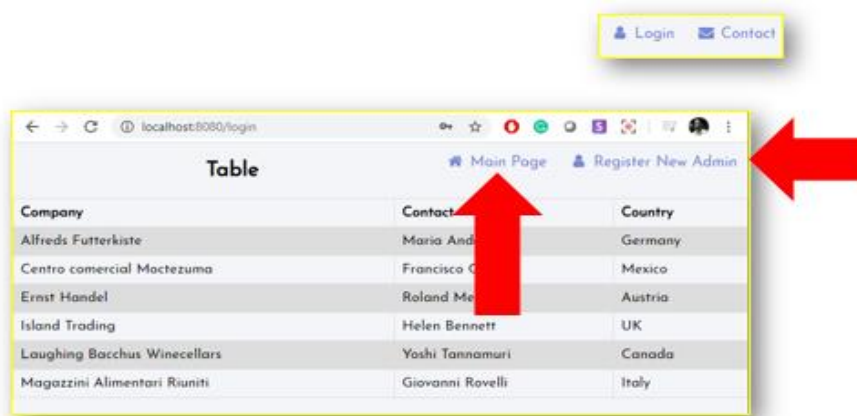 Login Contact
localhost:8080/login
Table Main Page Register New Admin
Company Contact Country
Alfreds Futterkiste Maria Germany
Centro comercial Moctezuma Francisco Mexico
Ernst Handel Roland Austria
Island Trading Helen Bennett UK
Laughing Bacchus Winecellars Yoshi Tannamuri Canada
Magazzini Alimentari Riuniti Giovanni Rovelli Italy